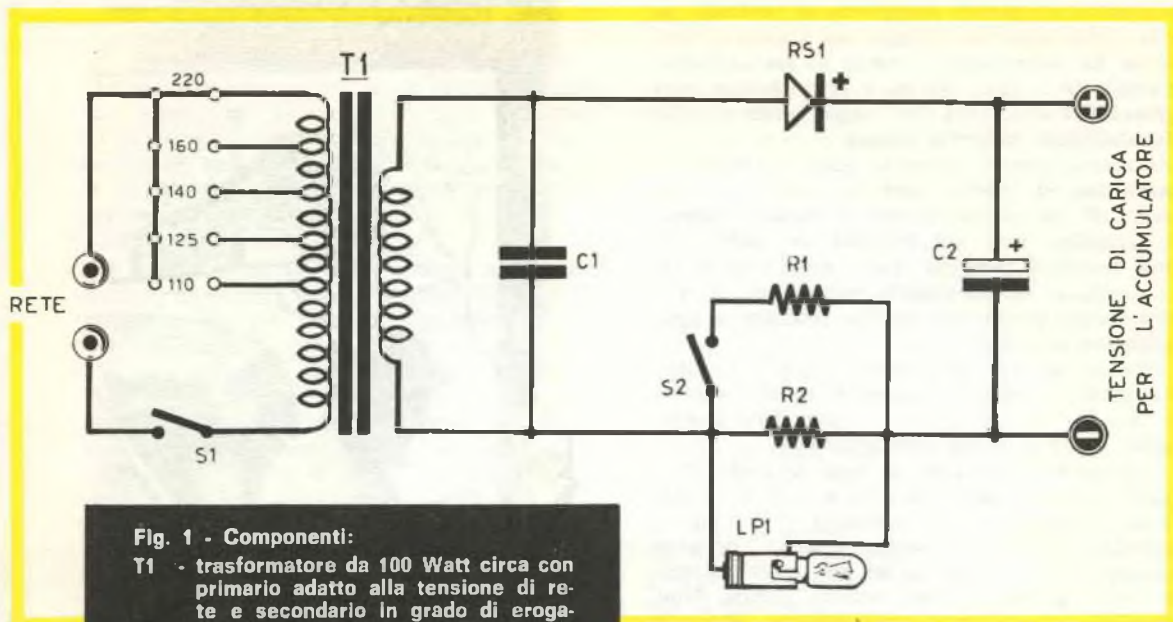 T1
220
160
140
125
110
RETE
S1
C1
RS1
+
R1
S2
R2
LP1
C2
+
+
-
TENSIONE DI CARICA
PER L'ACCUMULATORE
Fig. 1 - Componenti:
T1 - trasformatore da 100 Watt circa con
primario adatto alla tensione di re-
te e secondario in grado di eroga-